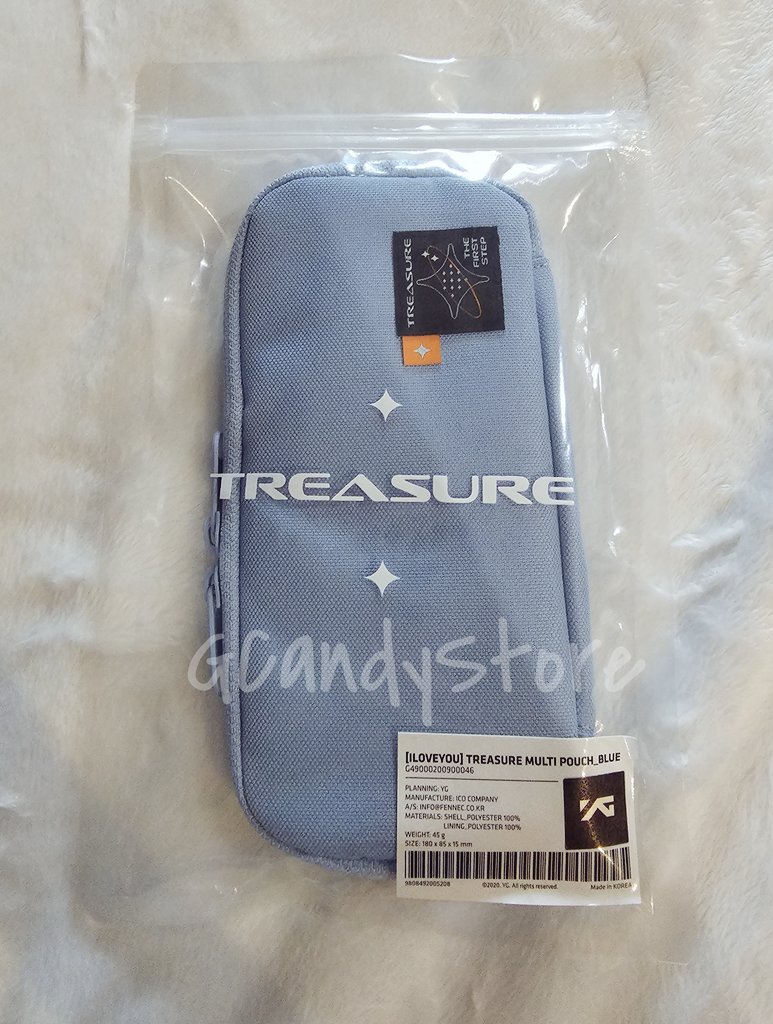 TREASURE
THE
FIRST
STEP
TREASURE
GCandyStore
[ILOVEYOU] TREASURE MULTI POUCH_BLUE
G49000200900046
PLANNING: YG
MANUFACTURE: ICO COMPANY
A/S: INFO@FENNEC.CO.KR
MATERIALS: SHELL_POLYESTER 100%
LINING_POLYESTER 100%
WEIGHT: 45 g
SIZE: 180 x 85 x 15 mm
YG
9808492005208 ©2020. YG. All rights reserved. Made in KOREA